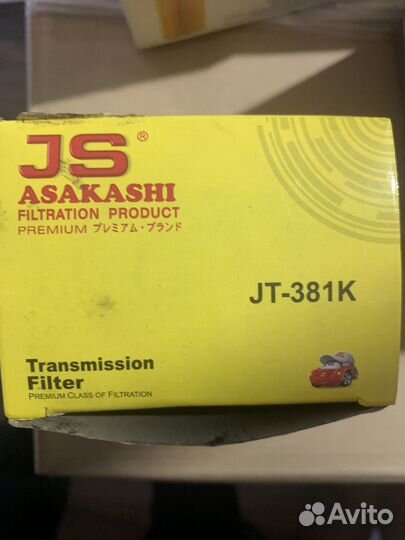 JS®
ASAKASHI
FILTRATION PRODUCT
PREMIUM プレミアム・ブランド
JT-381K
Transmission
Filter
PREMIUM CLASS OF FILTRATION
Avito